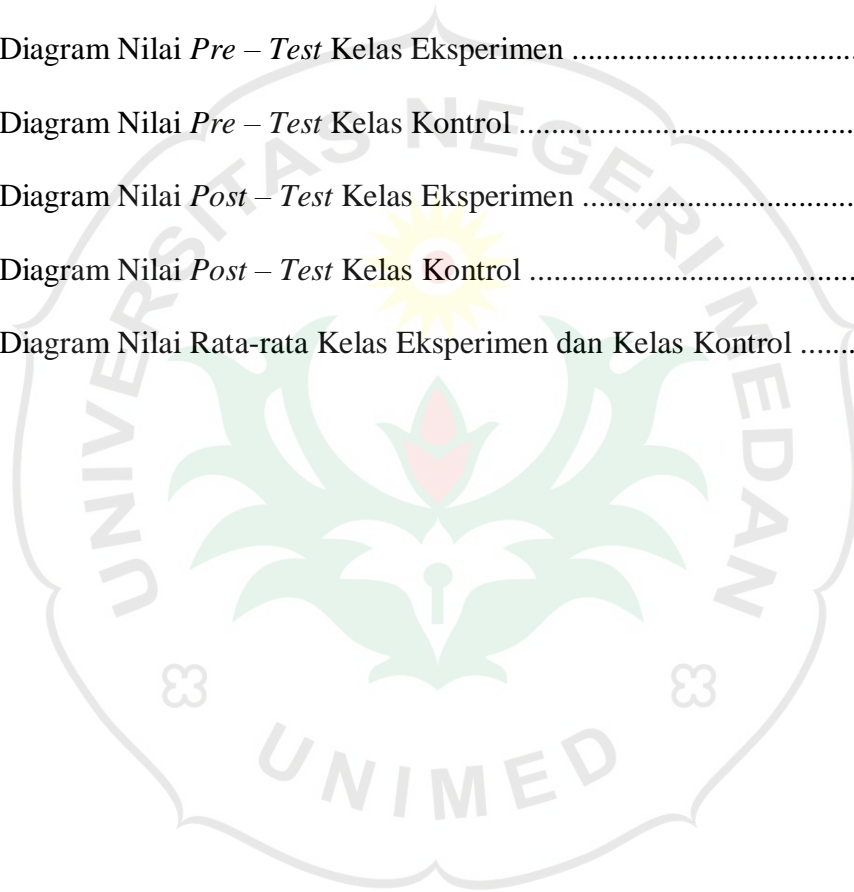 Diagram Nilai Pre – Test Kelas Eksperimen ...................................
Diagram Nilai Pre – Test Kelas Kontrol .........................................
Diagram Nilai Post – Test Kelas Eksperimen ..................................
Diagram Nilai Post – Test Kelas Kontrol ........................................
Diagram Nilai Rata-rata Kelas Eksperimen dan Kelas Kontrol .......
UNIVERSITAS NEGERI MEDAN
UNIMED